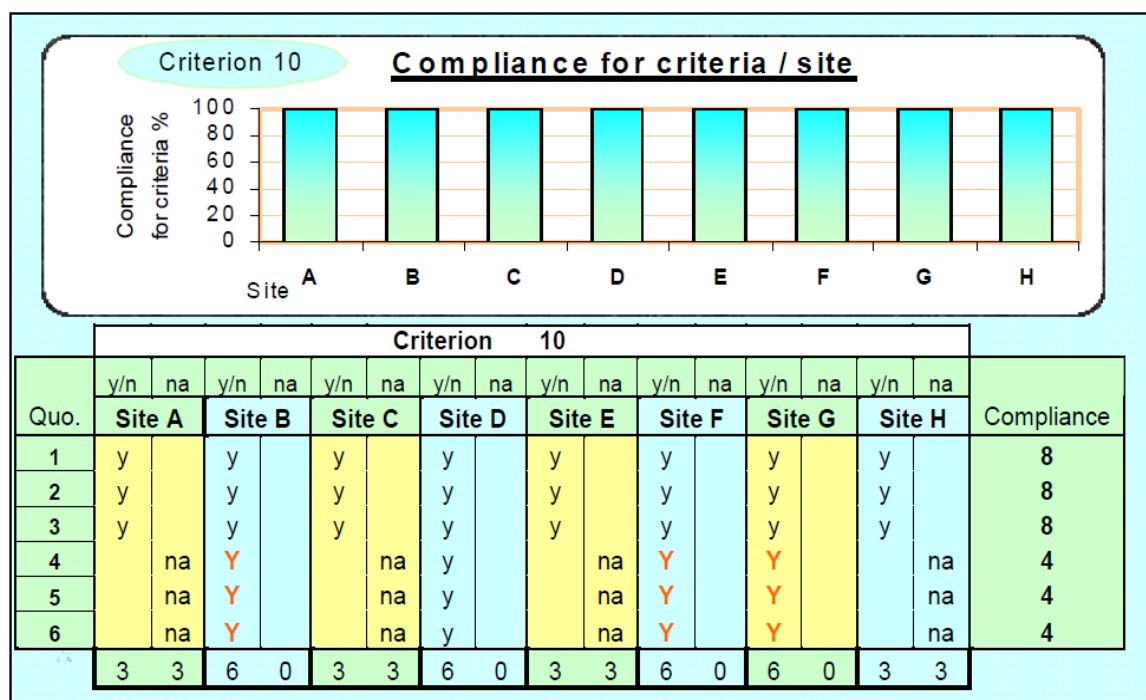 Criterion 10
Compliance for criteria / site
Compliance
for criteria %
100
80
60
40
20
0
Site A B C D E F G H
Criterion 10
y/n na y/n na y/n na y/n na y/n na y/n na y/n na y/n na
Quo. Site A Site B Site C Site D Site E Site F Site G Site H Compliance
1 y y y y y y y y 8
2 y y y y y y y y 8
3 y y y y y y y y 8
4 na Y na y na Y Y na 4
5 na Y na y na Y Y na 4
6 na Y na y na Y Y na 4
3 3 6 0 3 3 6 0 3 3 6 0 6 0 3 3